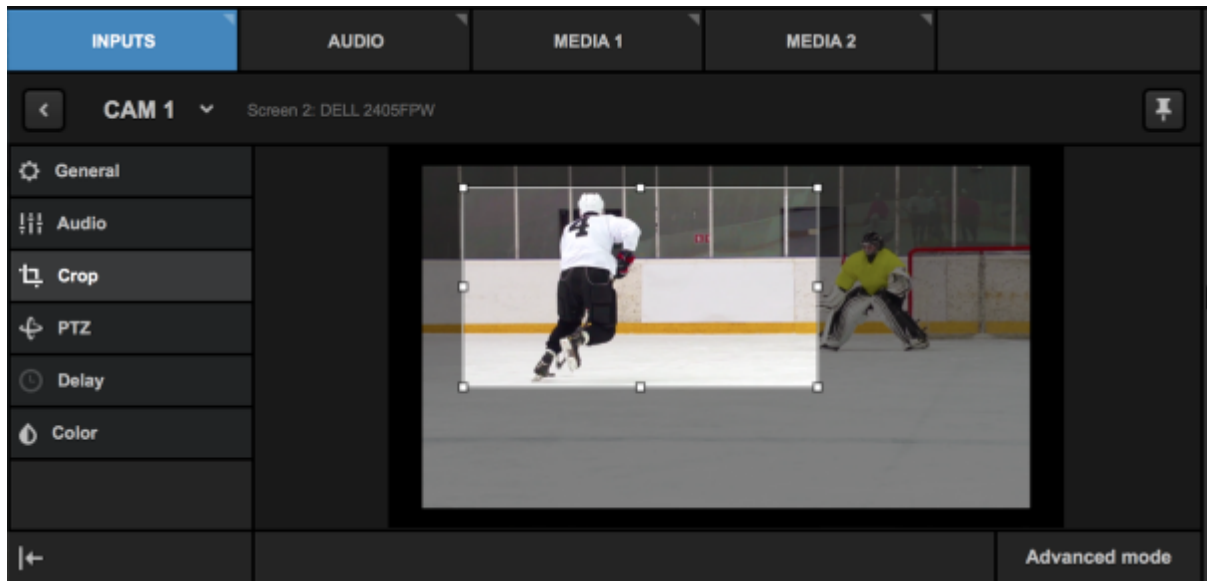 INPUTS AUDIO MEDIA 1 MEDIA 2
CAM 1 Screen 2: DELL 2405FPW
General
Audio
Crop
4
PTZ
Delay
Color
Advanced mode